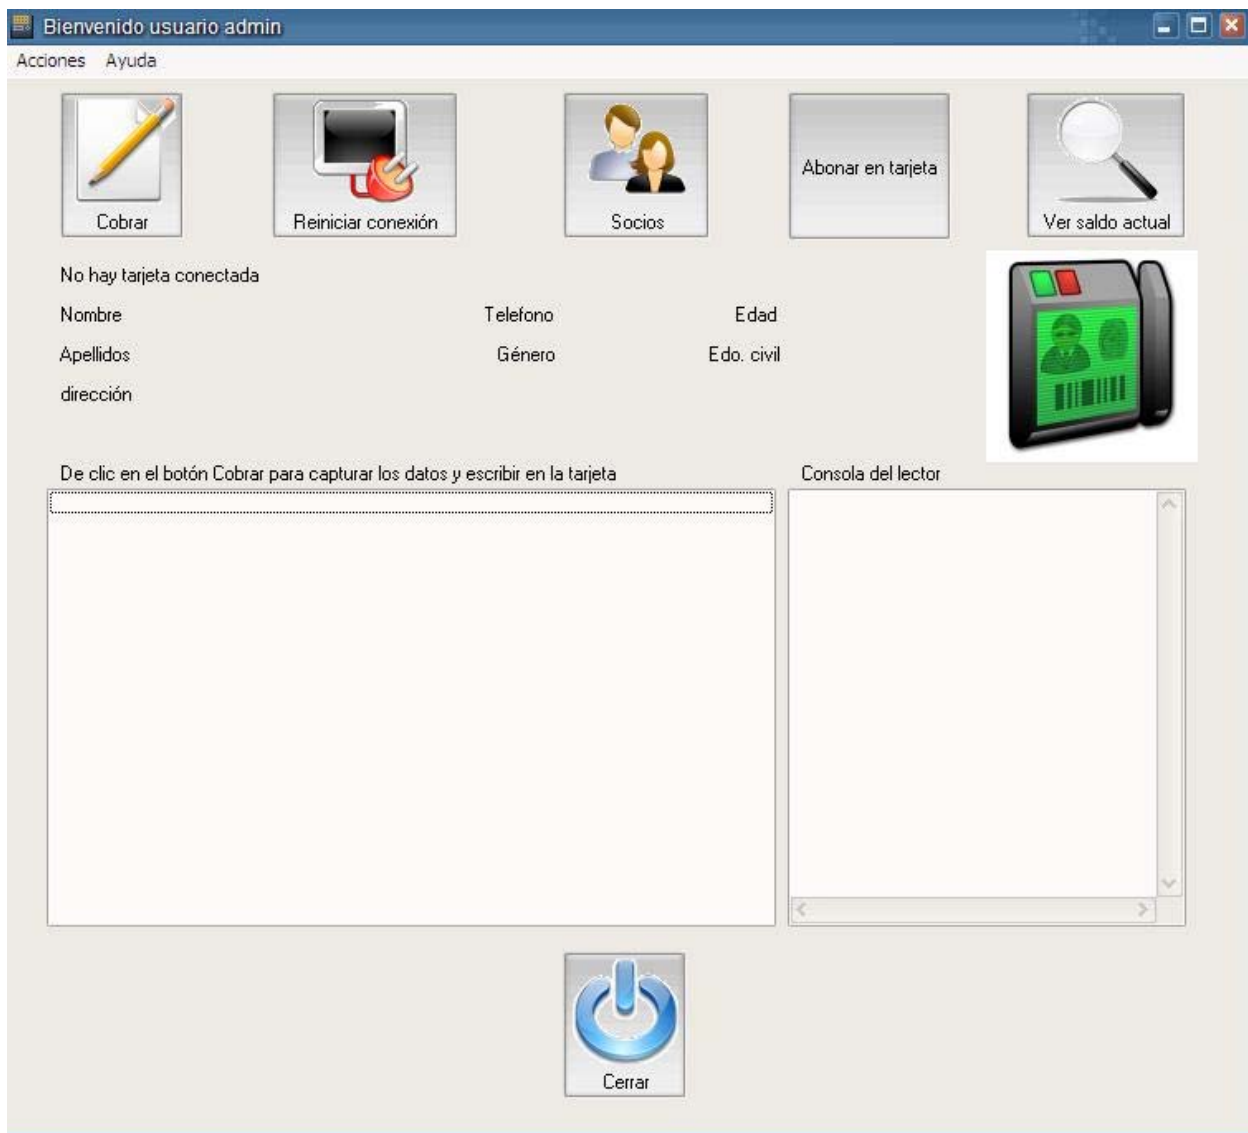 Bienvenido usuario admin
Acciones Ayuda
Cobrar
Reiniciar conexión
Socios
Abonar en tarjeta
Ver saldo actual
No hay tarjeta conectada
Nombre Telefono Edad
Apellidos Género Edo. civil
dirección
De clic en el botón Cobrar para capturar los datos y escribir en la tarjeta
Consola del lector
Cerrar